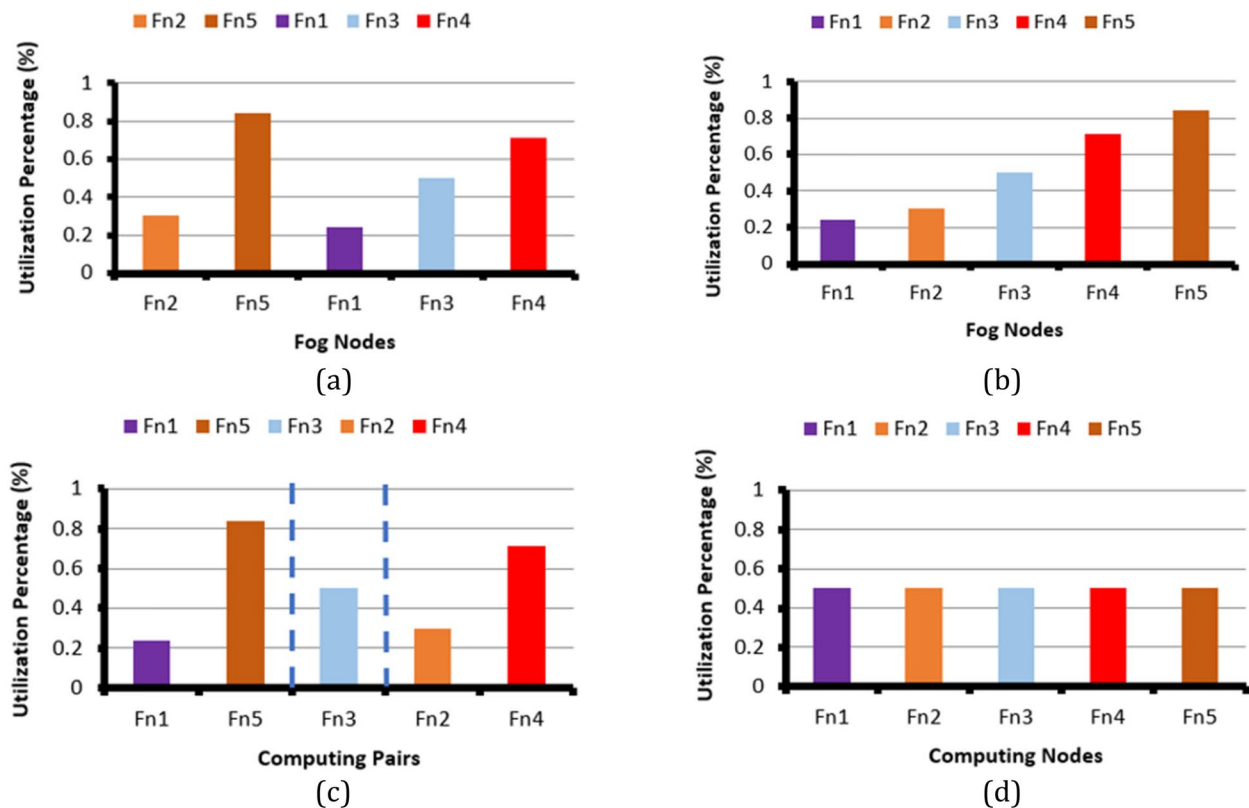 Fn2 Fn5 Fn1 Fn3 Fn4
Utilization Percentage (%)
1
0.8
0.6
0.4
0.2
0
Fn2 Fn5 Fn1 Fn3 Fn4
Fog Nodes
(a)
Fn1 Fn2 Fn3 Fn4 Fn5
Utilization Percentage (%)
1
0.8
0.6
0.4
0.2
0
Fn1 Fn2 Fn3 Fn4 Fn5
Fog Nodes
(b)
Fn1 Fn5 Fn3 Fn2 Fn4
Utilization Percentage (%)
1
0.8
0.6
0.4
0.2
0
Fn1 Fn5 Fn3 Fn2 Fn4
Computing Pairs
(c)
Fn1 Fn2 Fn3 Fn4 Fn5
Utilization Percentage (%)
1
0.8
0.6
0.4
0.2
0
Fn1 Fn2 Fn3 Fn4 Fn5
Computing Nodes
(d)